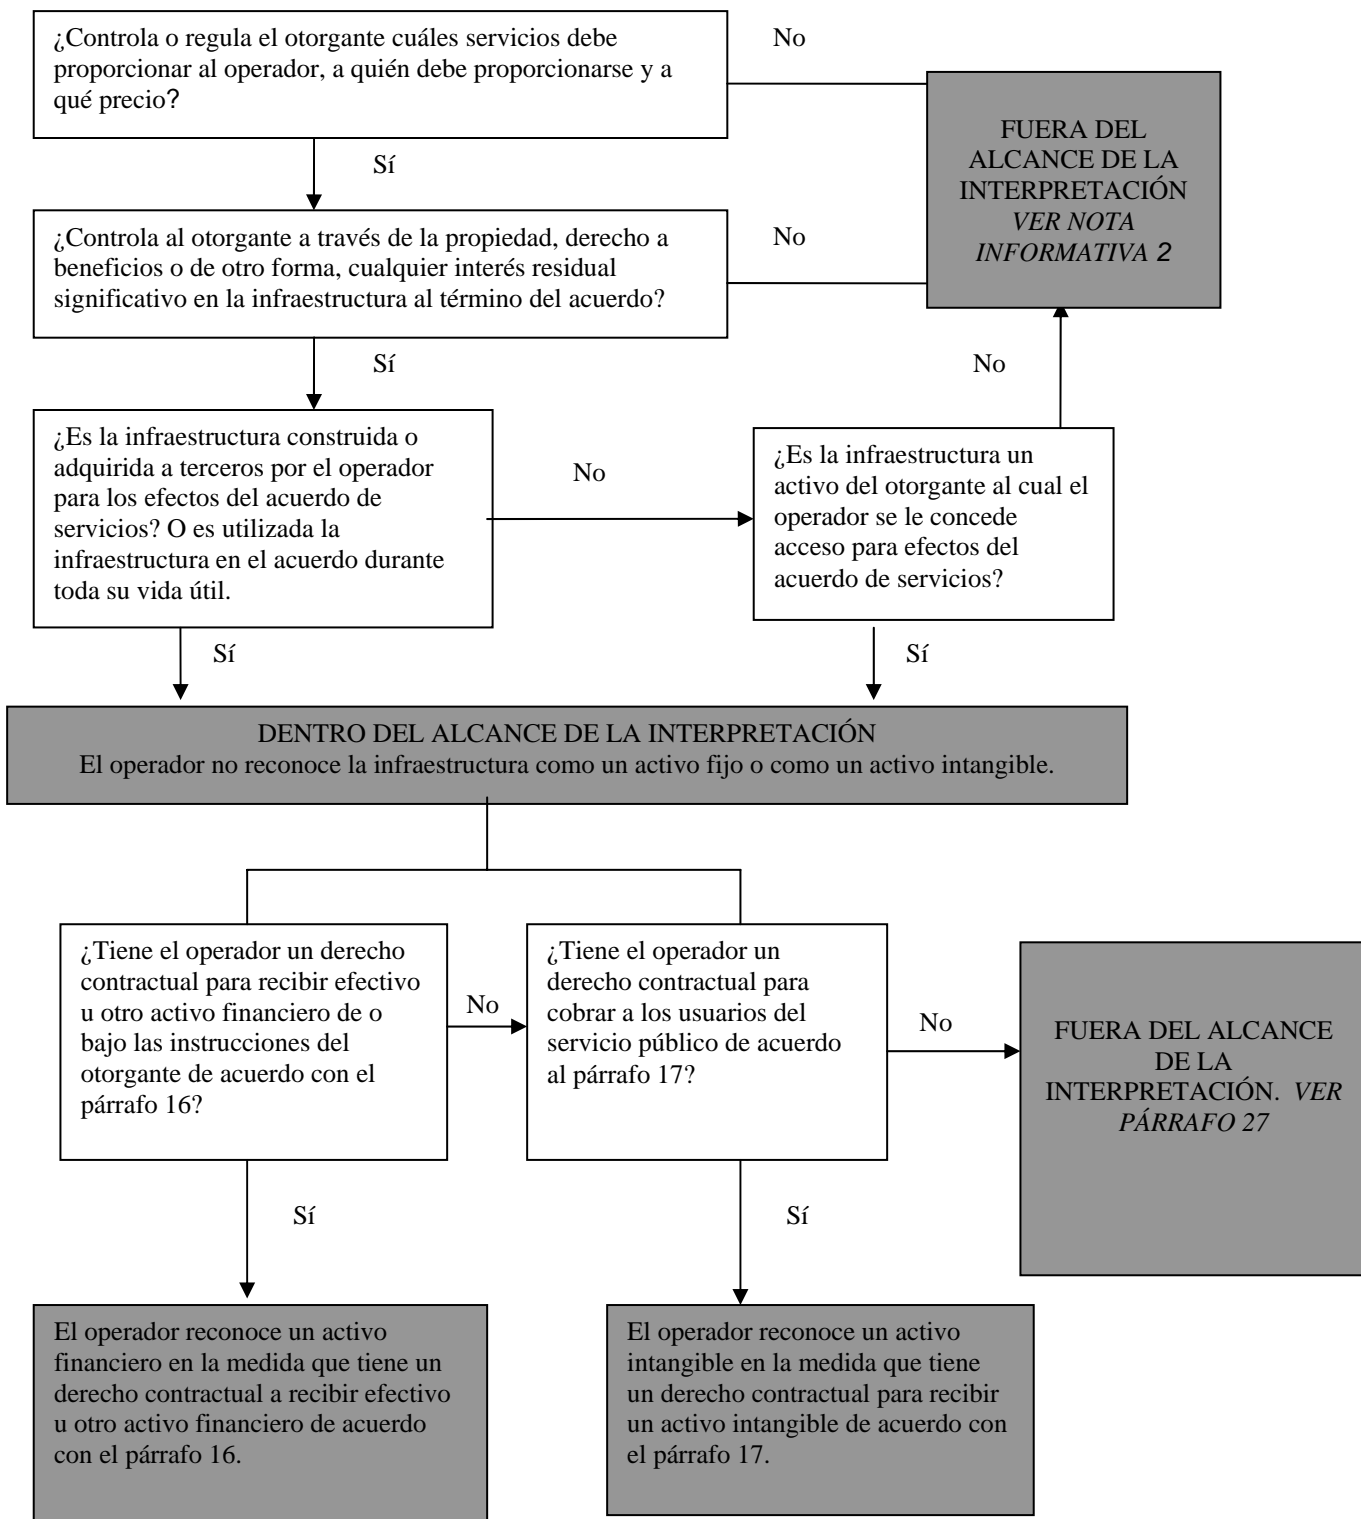 ¿Controla o regula el otorgante cuáles servicios debe
proporcionar al operador, a quién debe proporcionarse y a
qué precio?
No
FUERA DEL
ALCANCE DE LA
INTERPRETACIÓN
VER NOTA
INFORMATIVA 2
Sí
¿Controla al otorgante a través de la propiedad, derecho a
beneficios o de otro forma, cualquier interés residual
significativo en la infraestructura al término del acuerdo?
No
Sí
No
¿Es la infraestructura construida o
adquirida a terceros por el operador
para los efectos del acuerdo de
servicios? O es utilizada la
infraestructura en el acuerdo durante
toda su vida útil.
No
¿Es la infraestructura un
activo del otorgante al cual el
operador se le concede
acceso para efectos del
acuerdo de servicios?
Sí
Sí
DENTRO DEL ALCANCE DE LA INTERPRETACIÓN
El operador no reconoce la infraestructura como un activo fijo o como un activo intangible.
¿Tiene el operador un derecho
contractual para recibir efectivo
u otro activo financiero de o
bajo las instrucciones del
otorgante de acuerdo con el
párrafo 16?
No
¿Tiene el operador un
derecho contractual para
cobrar a los usuarios del
servicio público de acuerdo
al párrafo 17?
No
FUERA DEL ALCANCE
DE LA
INTERPRETACIÓN. VER
PÁRRAFO 27
Sí
Sí
El operador reconoce un activo
financiero en la medida que tiene un
derecho contractual a recibir efectivo
u otro activo financiero de acuerdo
con el párrafo 16.
El operador reconoce un activo
intangible en la medida que tiene
un derecho contractual para recibir
un activo intangible de acuerdo con
el párrafo 17.